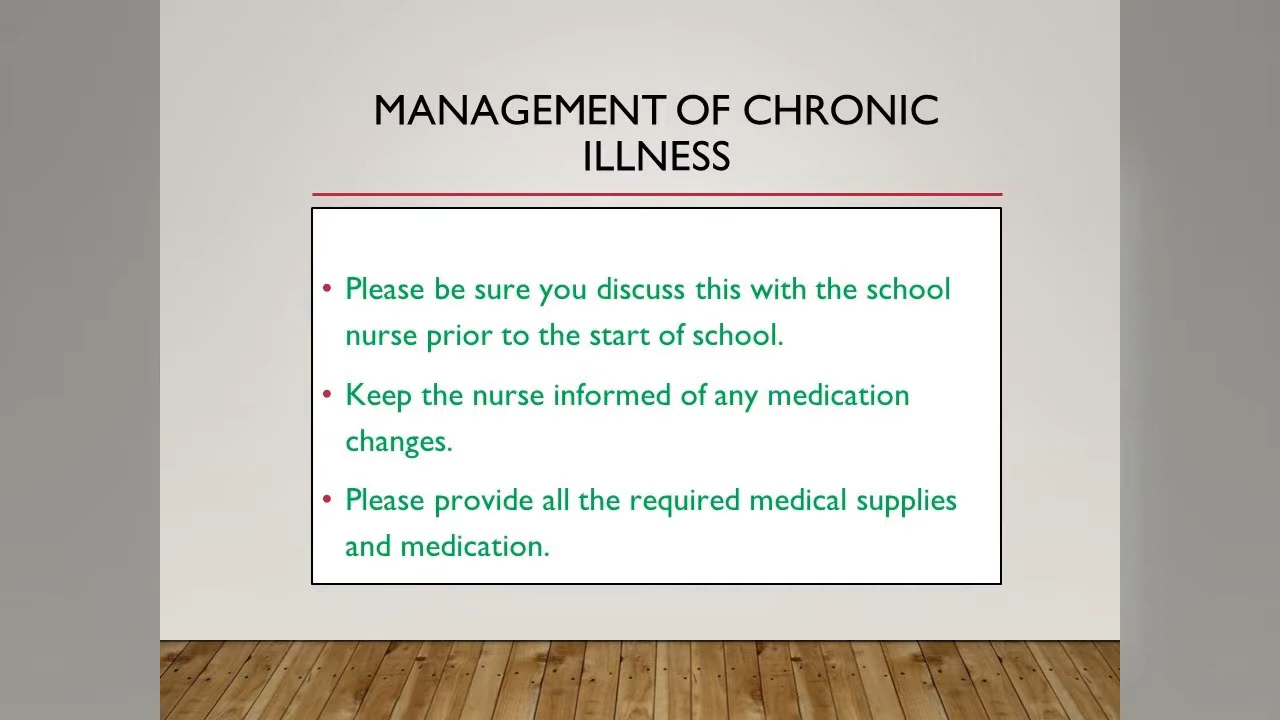 MANAGEMENT OF CHRONIC
ILLNESS
• Please be sure you discuss this with the school
nurse prior to the start of school.
• Keep the nurse informed of any medication
changes.
• Please provide all the required medical supplies
and medication.